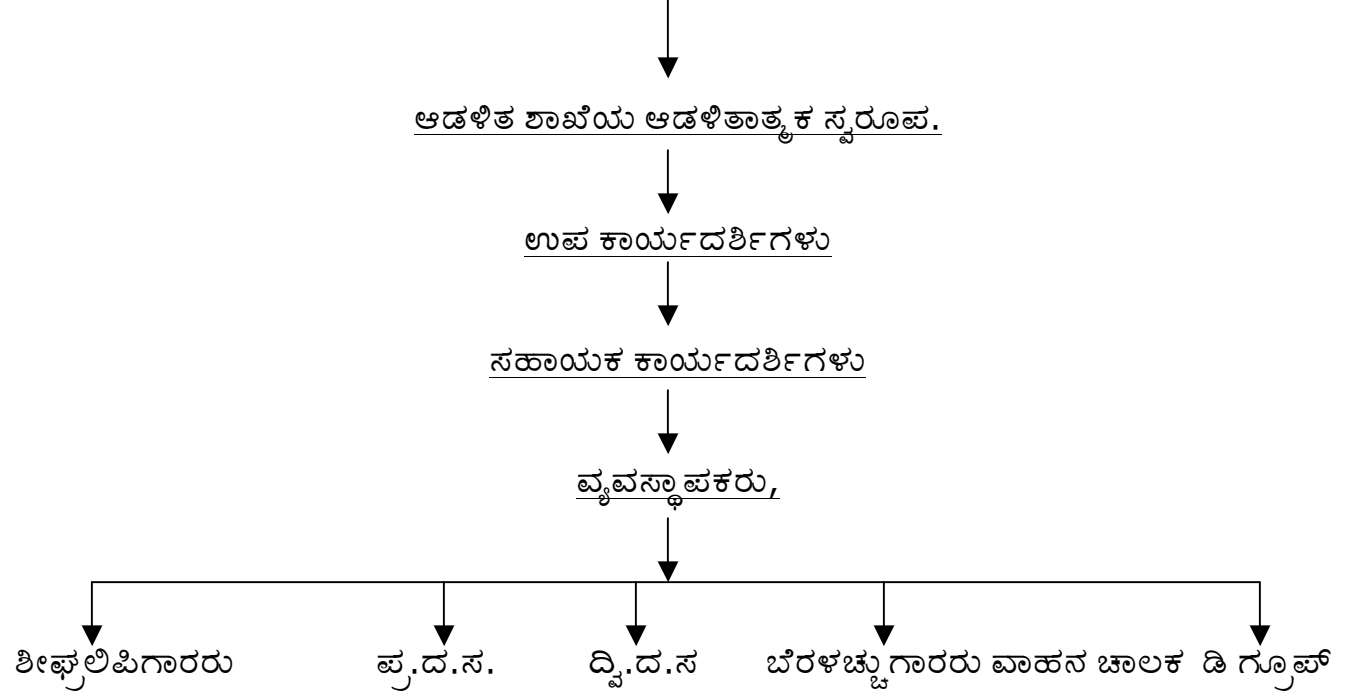 ಆಡಳಿತ ಶಾಖೆಯ ಆಡಳಿತಾತ್ಮಕ ಸ್ವರೂಪ.
ಉಪ ಕಾರ್ಯದರ್ಶಿಗಳು
ಸಹಾಯಕ ಕಾರ್ಯದರ್ಶಿಗಳು
ವ್ಯವಸ್ಥಾಪಕರು,
ಶೀಘ್ರಲಿಪಿಗಾರರು ಪ್ರ.ದ.ಸ. ದ್ವಿ.ದ.ಸ ಬೆರಳಚ್ಚುಗಾರರು ವಾಹನ ಚಾಲಕ ಡಿ ಗ್ರೂಪ್